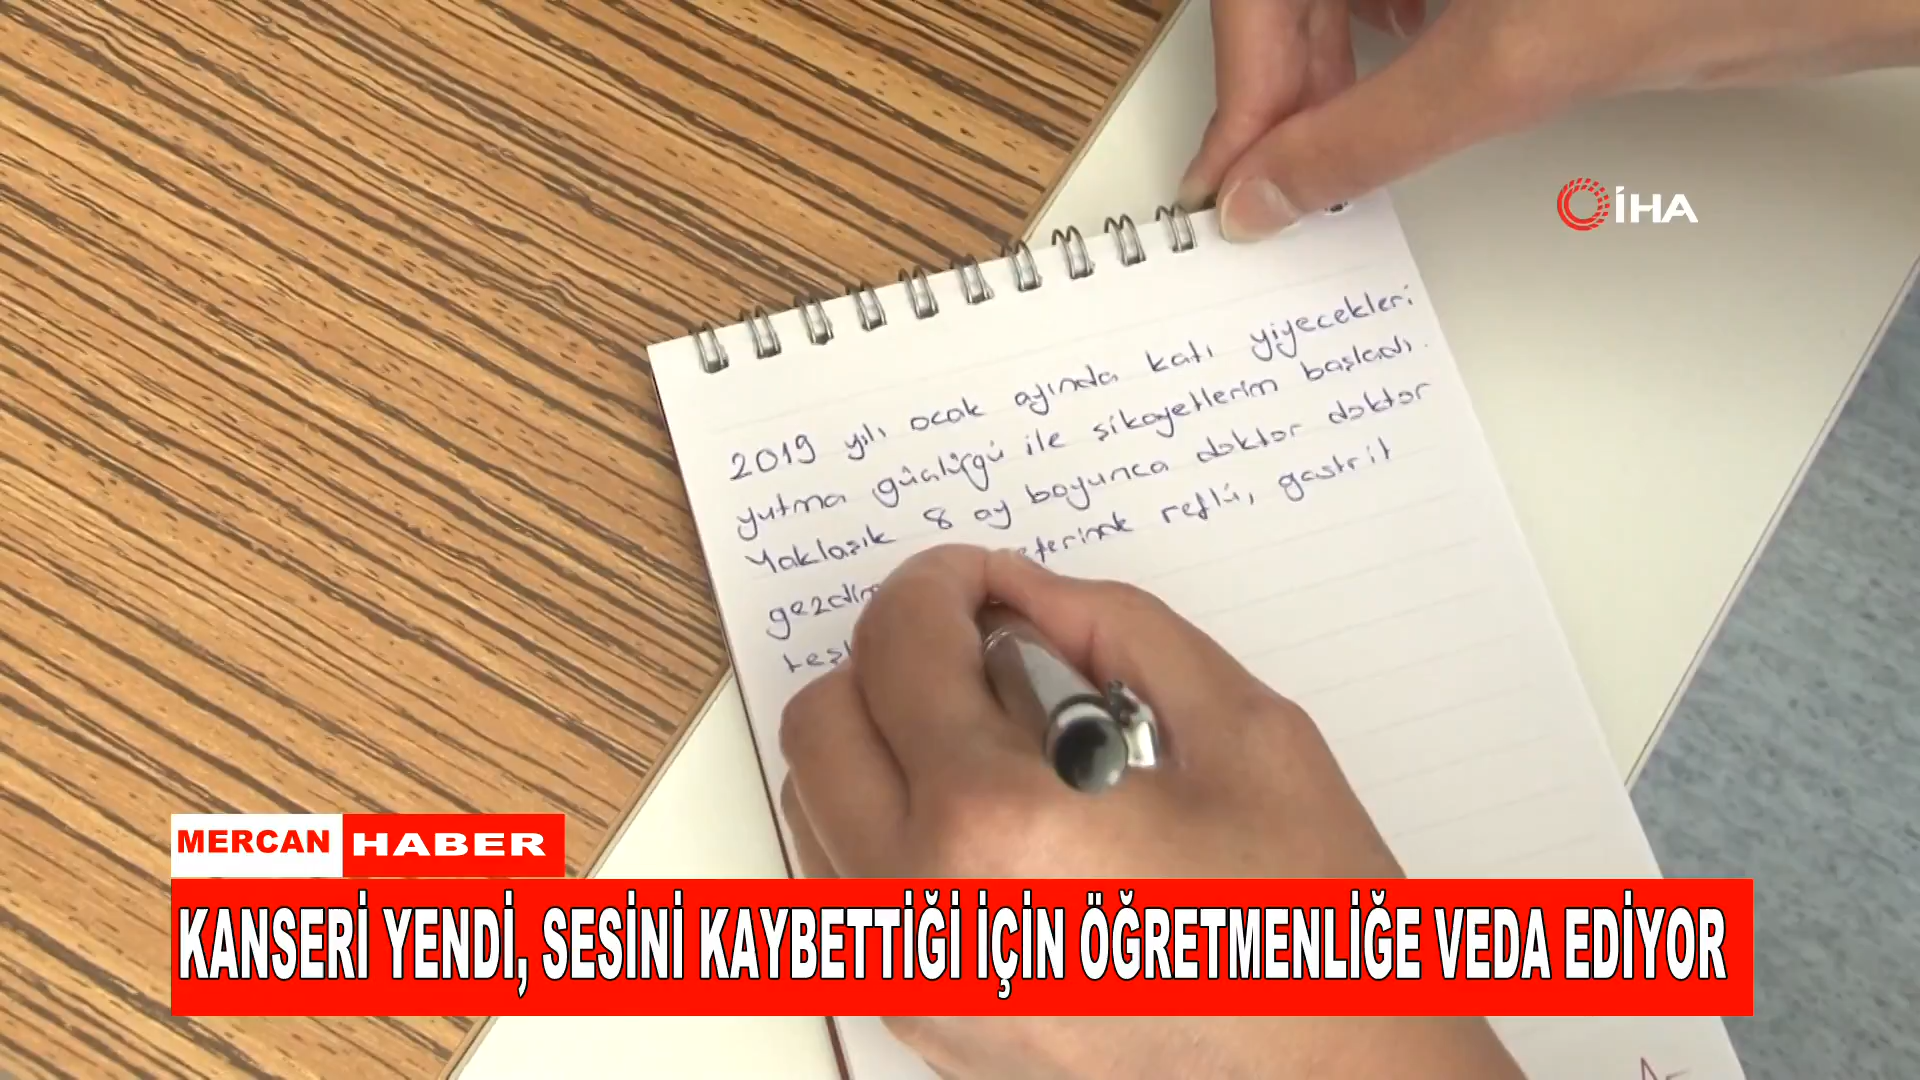 İHA
2019 yılı ocak ayında katı yiyecekleri
yutma güçlüğü ile şikayetlerim başladı.
Yaklaşık 8 ay boyunca doktor doktor
reflü, gastrit
MERCAN HABER
KANSERİ YENDİ, SESİNİ KAYBETTİĞİ İÇİN ÖĞRETMENLİĞE VEDA EDİYOR